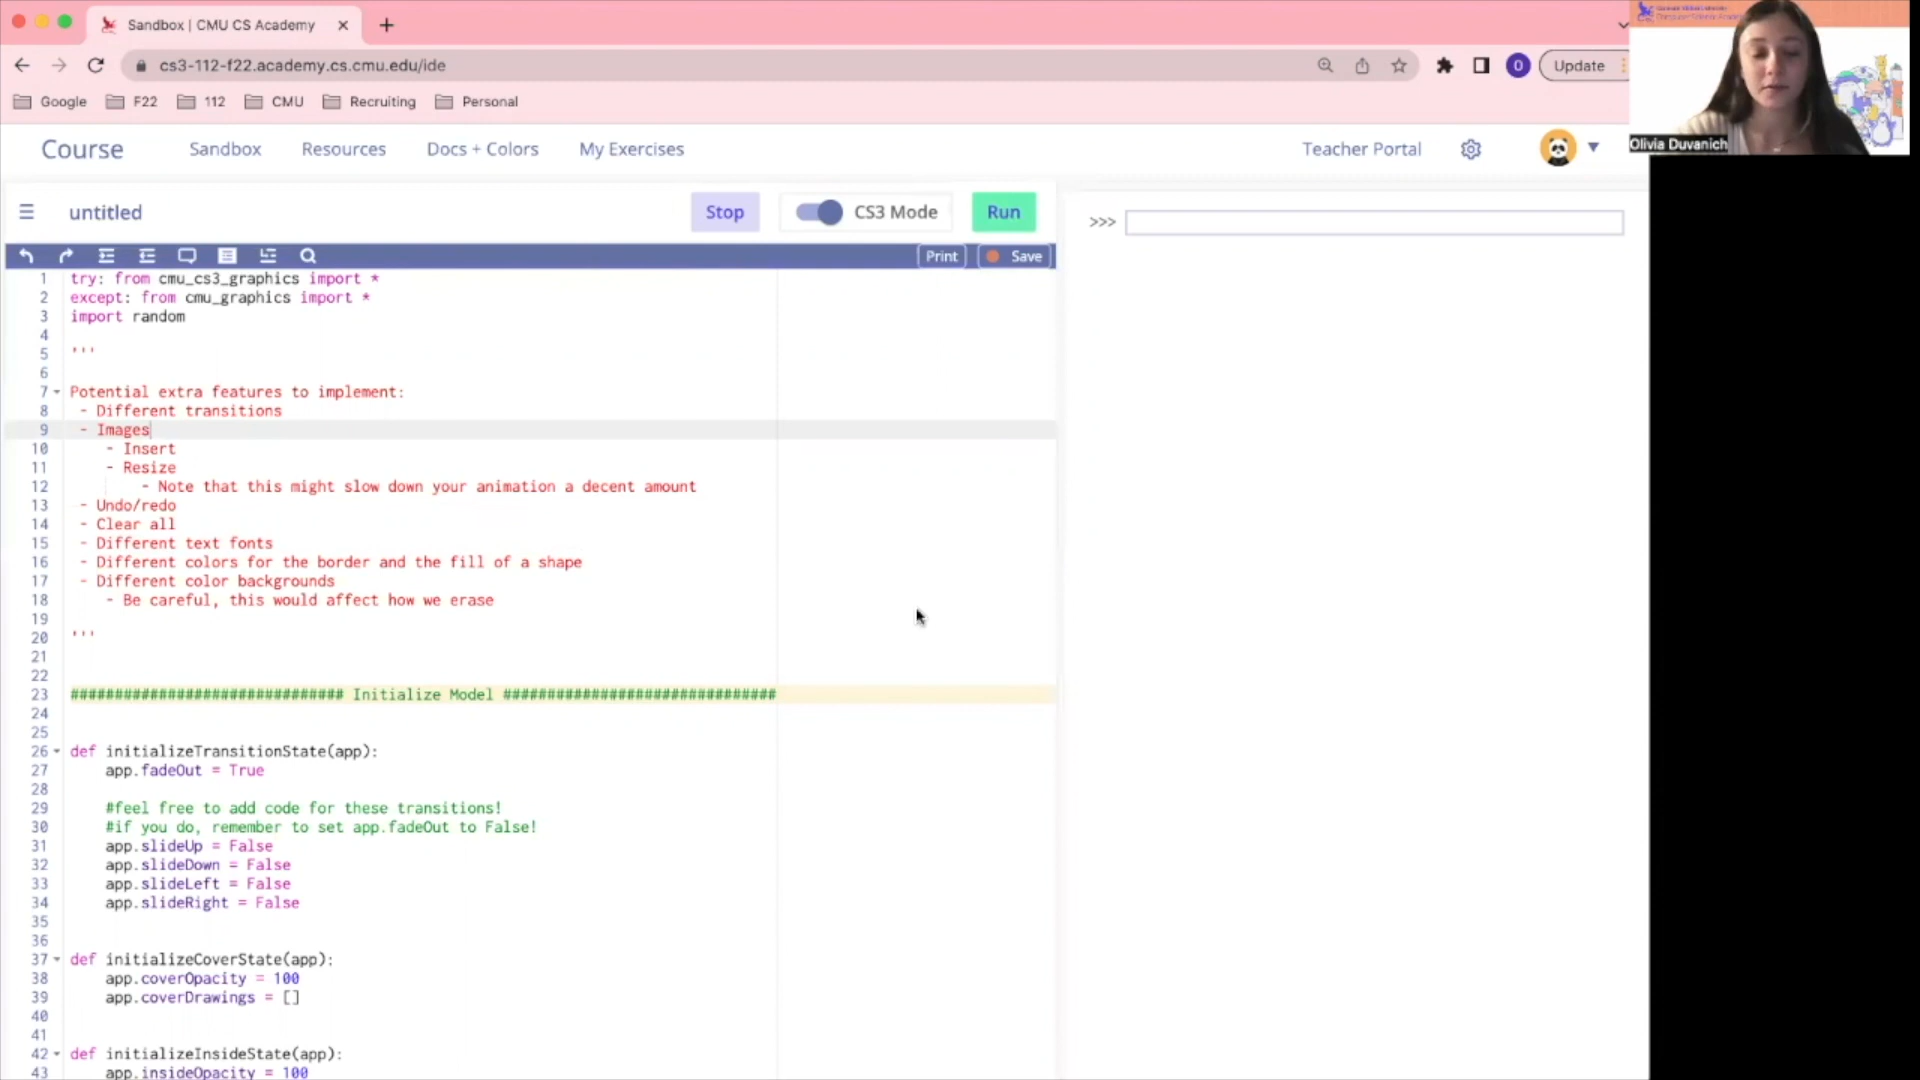 Sandbox | CMU CS Academy
cs3-112-f22.academy.cs.cmu.edu/ide
O
Update
Google
F22
112
CMU
Recruiting
Personal
Olivia Duvanich
Course
Sandbox
Resources
Docs + Colors
My Exercises
Teacher Portal
untitled
Stop
CS3 Mode
Run
>>>
Print
Save
1 try: from cmu_cs3_graphics import *
2 except: from cmu_graphics import *
3 import random
4
5 '''
6
7 Potential extra features to implement:
8 - Different transitions
9 - Images
10 - Insert
11 - Resize
12 - Note that this might slow down your animation a decent amount
13 - Undo/redo
14 - Clear all
15 - Different text fonts
16 - Different colors for the border and the fill of a shape
17 - Different color backgrounds
18 - Be careful, this would affect how we erase
19
20 '''
21
22
23 ############################### Initialize Model ###############################
24
25
26 def initializeTransitionState(app):
27 app.fadeOut = True
28
29 #feel free to add code for these transitions!
30 #if you do, remember to set app.fadeOut to False!
31 app.slideUp = False
32 app.slideDown = False
33 app.slideLeft = False
34 app.slideRight = False
35
36
37 def initializeCoverState(app):
38 app.coverOpacity = 100
39 app.coverDrawings = []
40
41
42 def initializeInsideState(app):
43 app.insideOpacity = 100